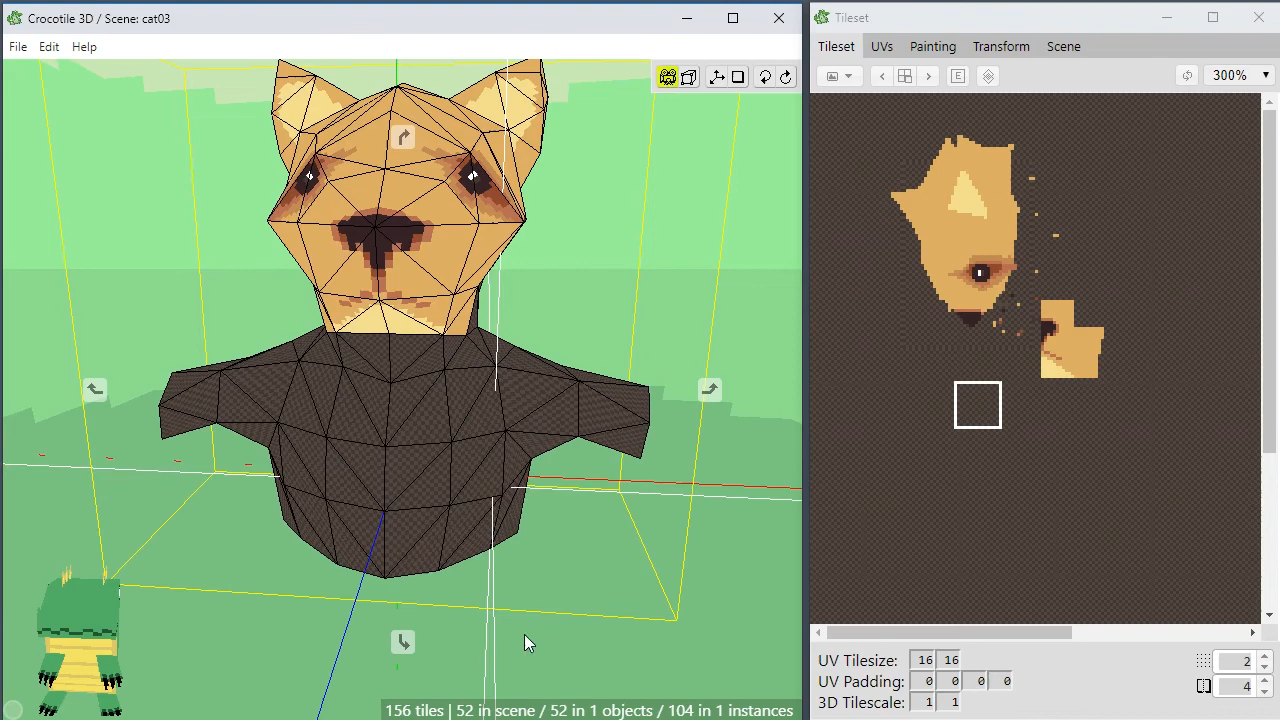 Crocotile 3D / Scene: cat03
File Edit Help
156 tiles | 52 in scene / 52 in 1 objects / 104 in 1 instances
Tileset
Tileset UVs Painting Transform Scene
E 300%
UV Tilesize: 16 16 2
UV Padding: 0 0 0 0 4
3D Tilescale: 1 1